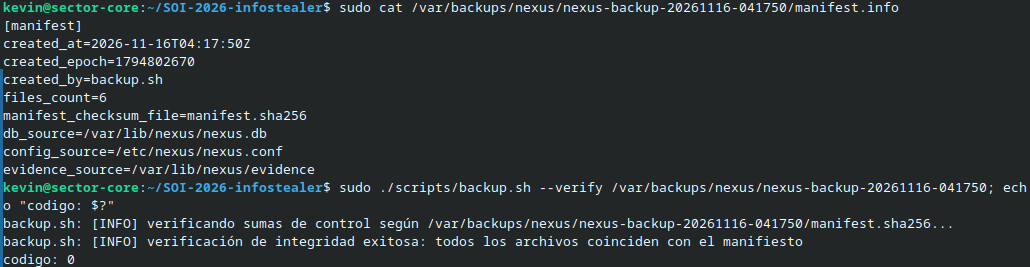 kevin@sector-core:~/SOI-2026-infostealer$ sudo cat /var/backups/nexus/nexus-backup-20261116-041750/manifest.info
[manifest]
created_at=2026-11-16T04:17:50Z
created_epoch=1794802670
created_by=backup.sh
files_count=6
manifest_checksum_file=manifest.sha256
db_source=/var/lib/nexus/nexus.db
config_source=/etc/nexus/nexus.conf
evidence_source=/var/lib/nexus/evidence
kevin@sector-core:~/SOI-2026-infostealer$ sudo ./scripts/backup.sh --verify /var/backups/nexus/nexus-backup-20261116-041750; ech
o "codigo: $?"
backup.sh: [INFO] verificando sumas de control según /var/backups/nexus/nexus-backup-20261116-041750/manifest.sha256...
backup.sh: [INFO] verificación de integridad exitosa: todos los archivos coinciden con el manifiesto
codigo: 0